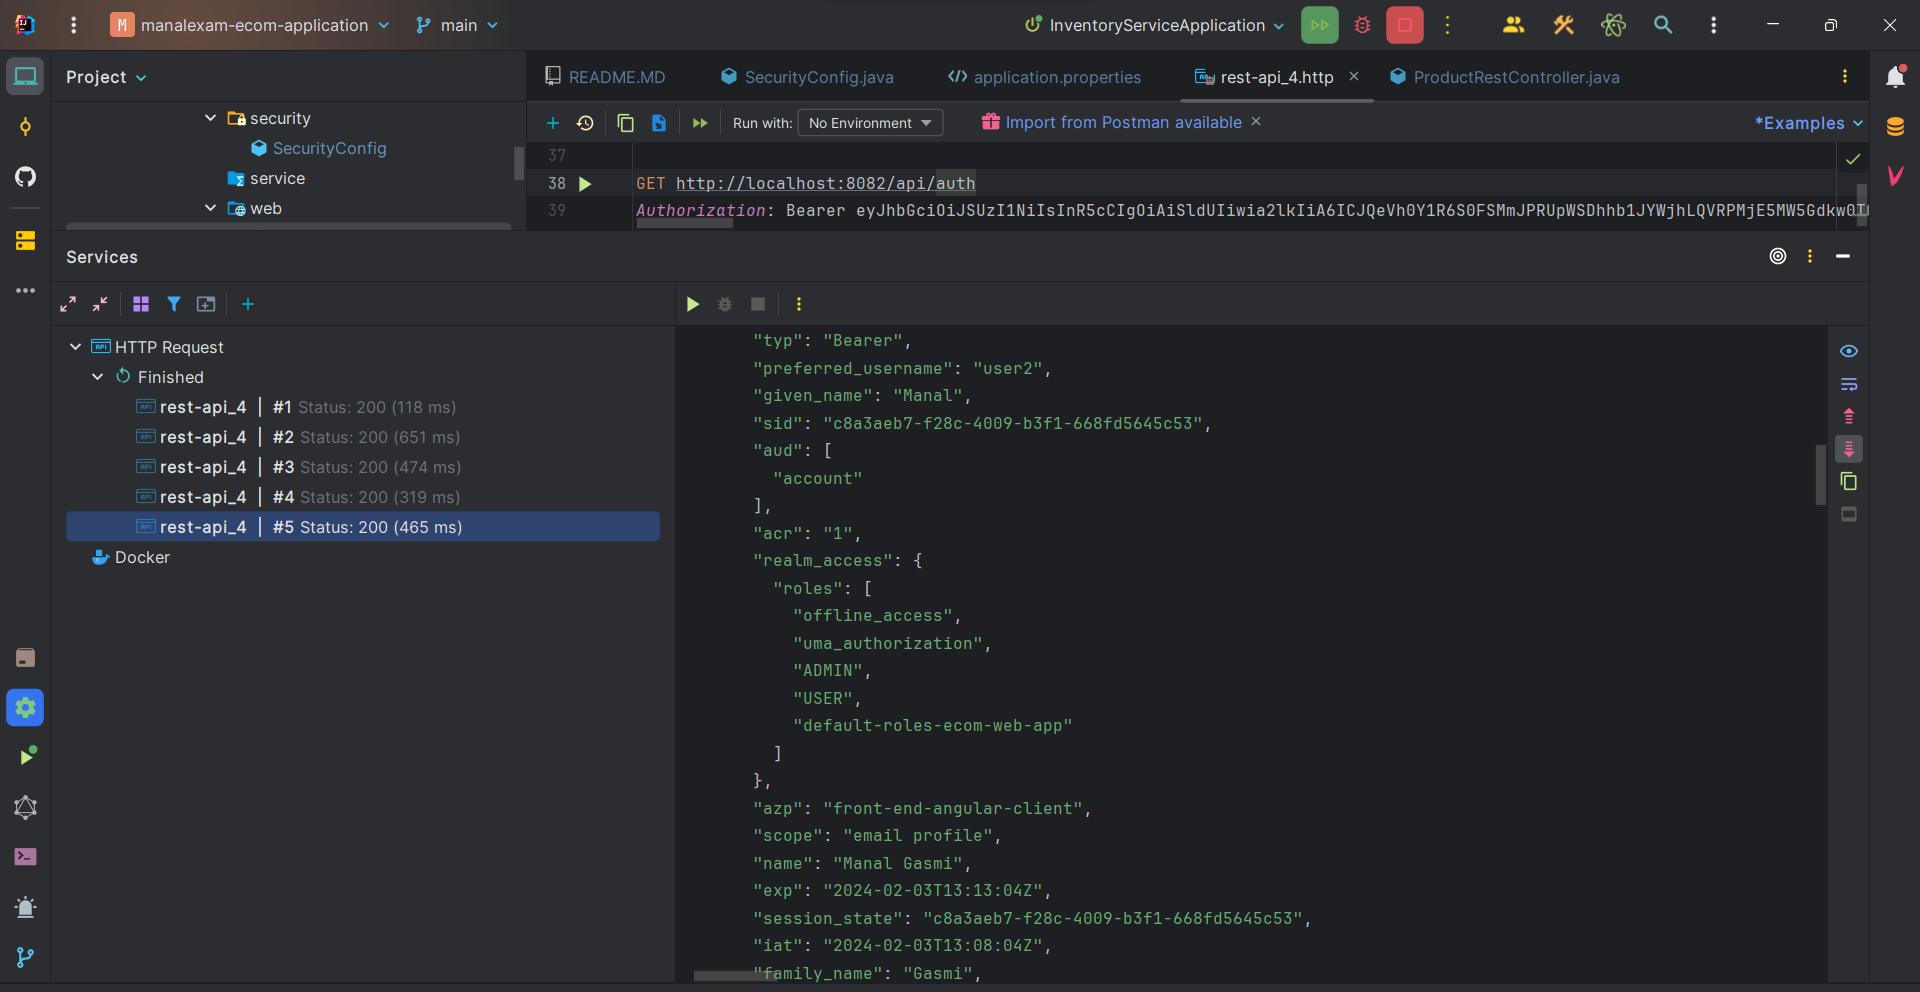 M manalexam-ecom-application main InventoryServiceApplication
Project
README.MD SecurityConfig.java application.properties rest-api_4.http ProductRestController.java
security
SecurityConfig
service
web
Run with: No Environment Import from Postman available *Examples
37
38 GET http://localhost:8082/api/auth
39 Authorization: Bearer
Services
HTTP Request
Finished
rest-api_4 | #1 Status: 200 (118 ms)
rest-api_4 | #2 Status: 200 (651 ms)
rest-api_4 | #3 Status: 200 (474 ms)
rest-api_4 | #4 Status: 200 (319 ms)
rest-api_4 | #5 Status: 200 (465 ms)
Docker
"typ": "Bearer",
"preferred_username": "user2",
"given_name": "Manal",
"sid": "c8a3aeb7-f28c-4009-b3f1-668fd5645c53",
"aud": [
"account"
],
"acr": "1",
"realm_access": {
"roles": [
"offline_access",
"uma_authorization",
"ADMIN",
"USER",
"default-roles-ecom-web-app"
]
},
"azp": "front-end-angular-client",
"scope": "email profile",
"name": "Manal Gasmi",
"exp": "2024-02-03T13:13:04Z",
"session_state": "c8a3aeb7-f28c-4009-b3f1-668fd5645c53",
"iat": "2024-02-03T13:08:04Z",
"family_name": "Gasmi",